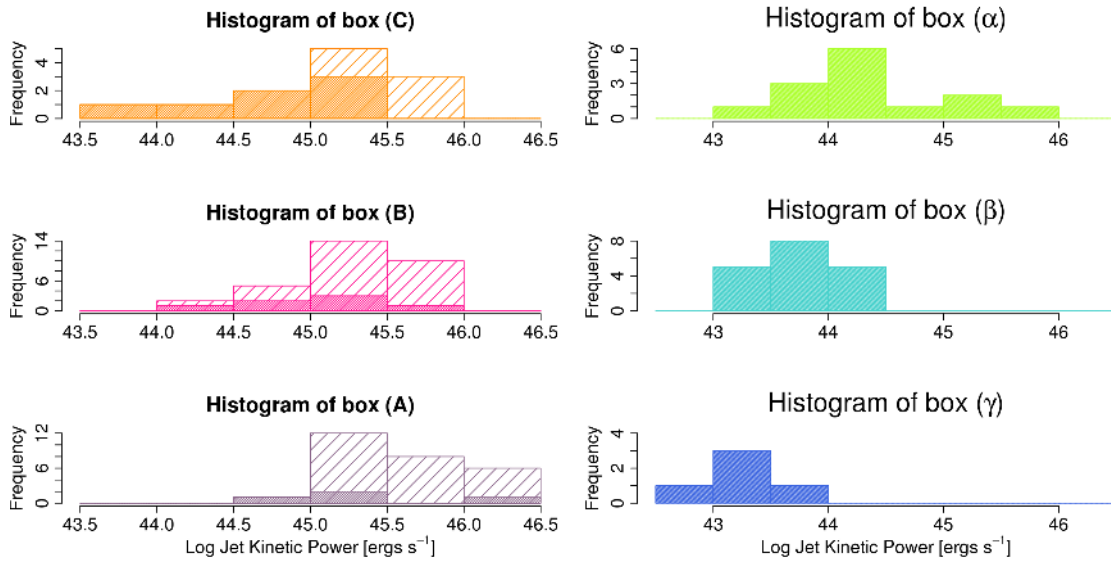 Histogram of box (C)
Frequency
0 2 4
43.5 44.0 44.5 45.0 45.5 46.0 46.5
Histogram of box (α)
Frequency
0 3 6
43 44 45 46
Histogram of box (B)
Frequency
0 6 14
43.5 44.0 44.5 45.0 45.5 46.0 46.5
Histogram of box (β)
Frequency
0 4 8
43 44 45 46
Histogram of box (A)
Frequency
0 6 12
43.5 44.0 44.5 45.0 45.5 46.0 46.5
Log Jet Kinetic Power [ergs s⁻¹]
Histogram of box (γ)
Frequency
0 2 4
43 44 45 46
Log Jet Kinetic Power [ergs s⁻¹]